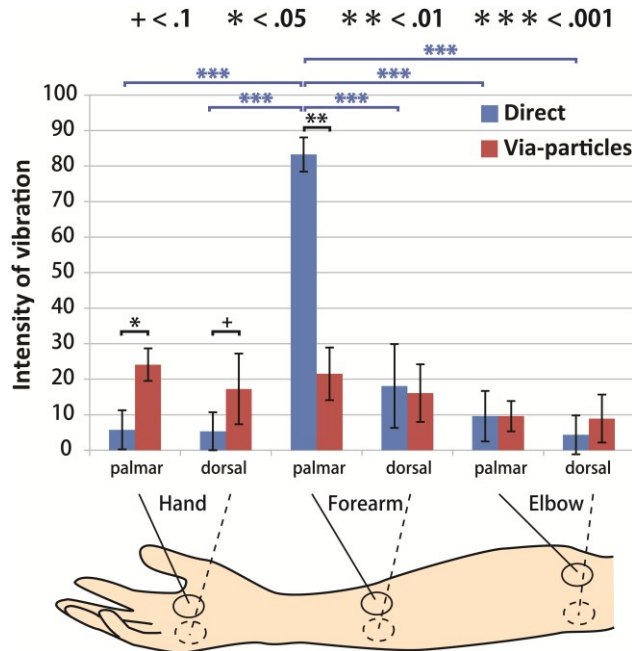 + < .1 * < .05 ** < .01 *** < .001
***
*** ***
*** ***
100
90
80
70
60
50
40
30
20
10
0
Intensity of vibration
Direct
Via-particles
**
* +
palmar dorsal palmar dorsal palmar dorsal
Hand Forearm Elbow